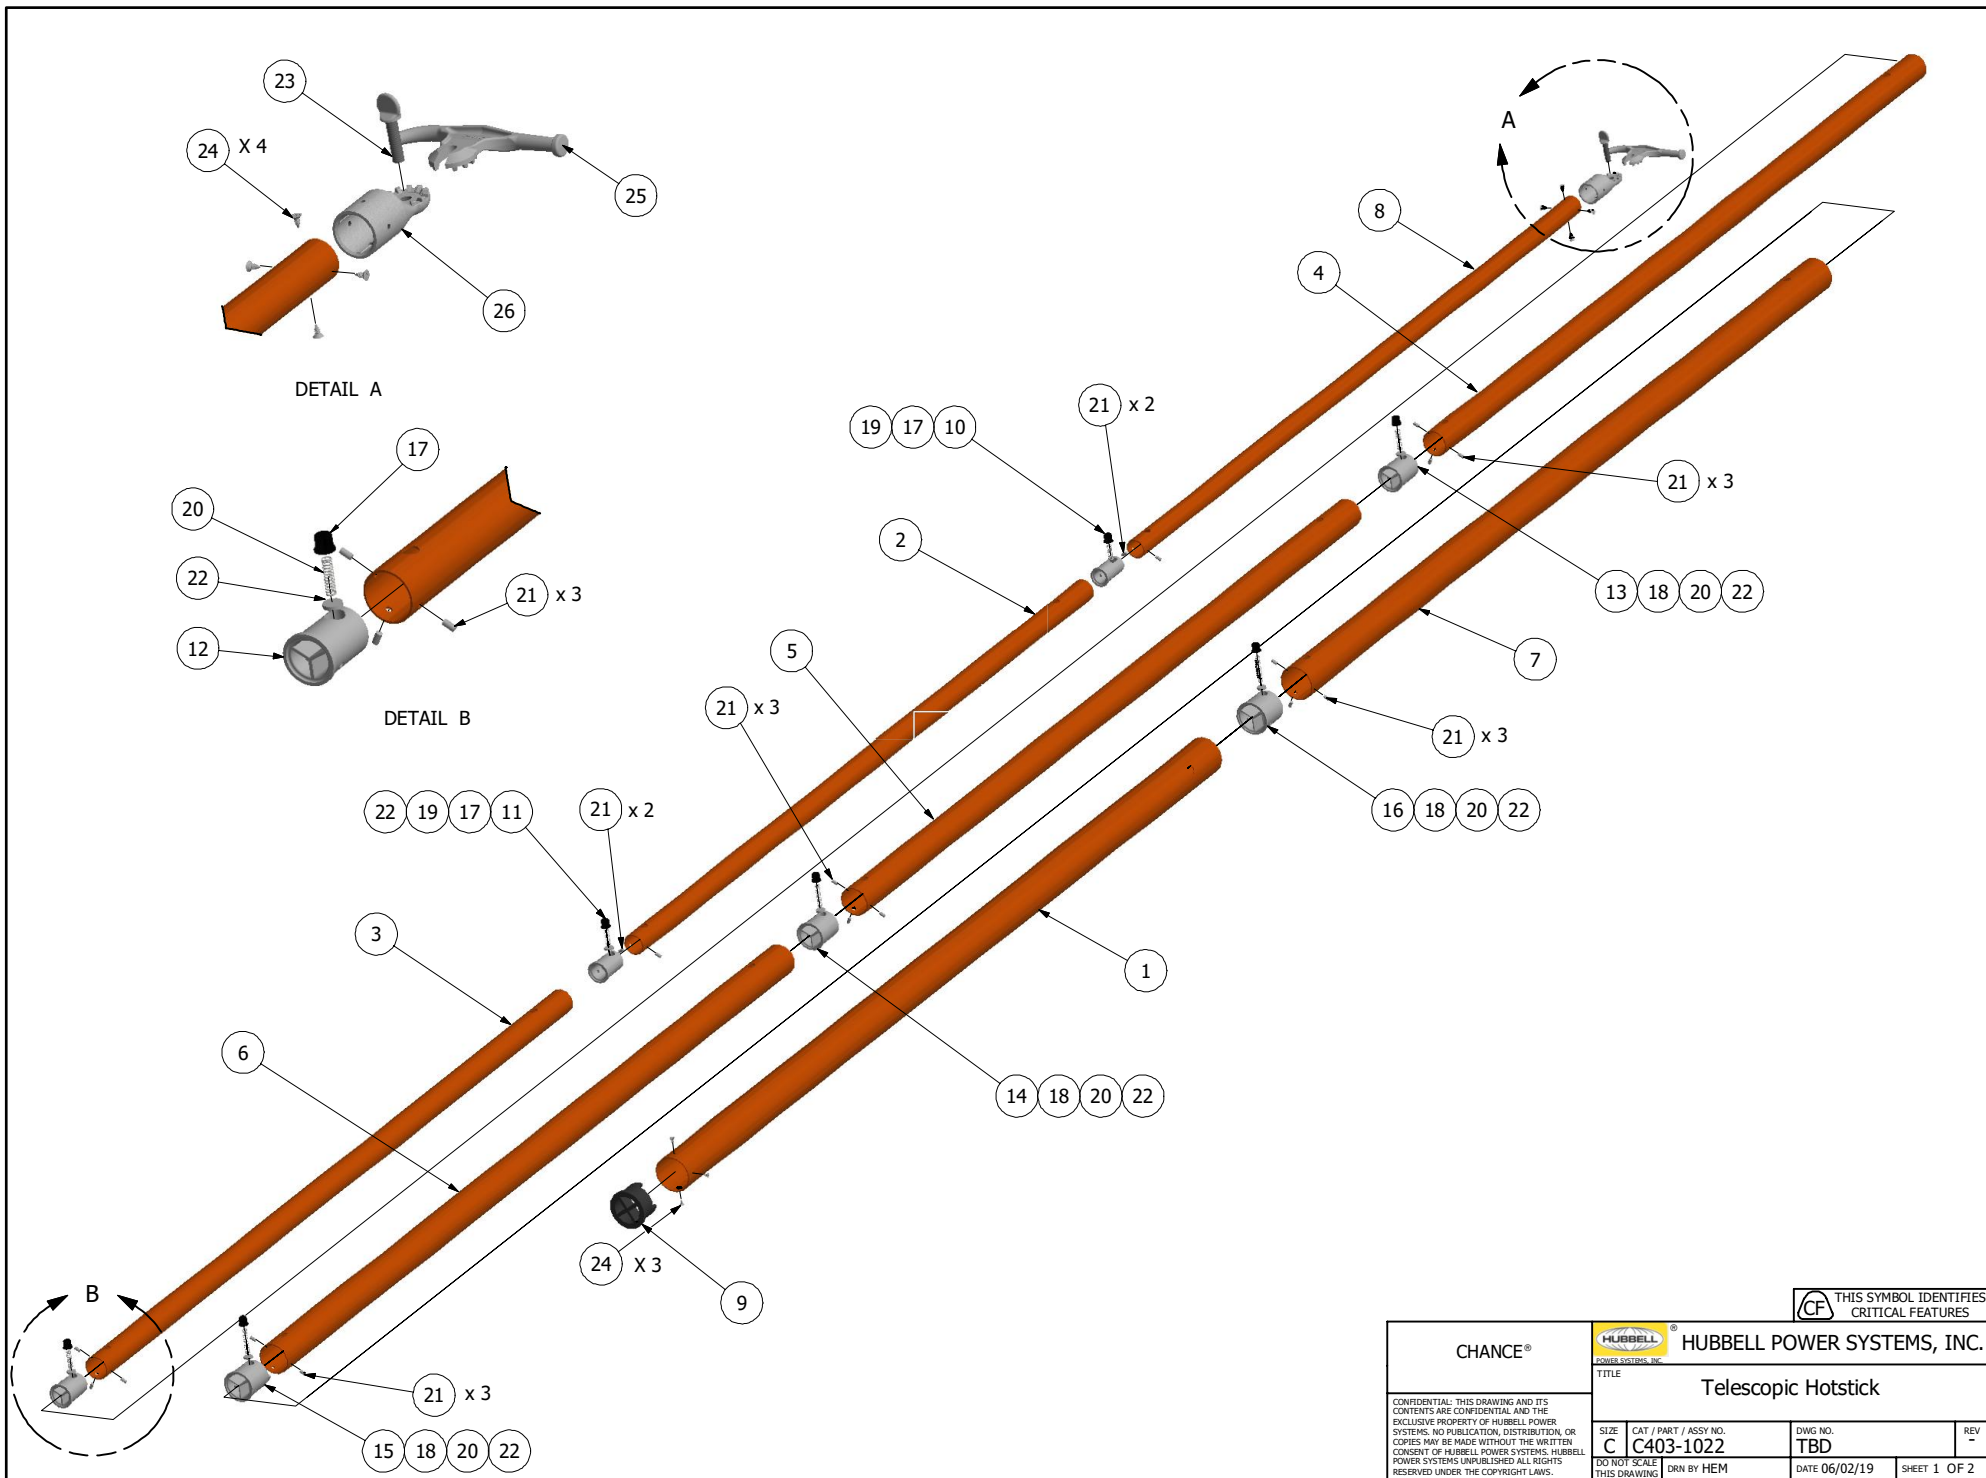 23
24 X 4
25
26
DETAIL A
17
20
22
21 x 3
12
DETAIL B
A
8
4
21 x 2
19 17 10
21 x 3
2
13 18 20 22
7
5
21 x 3
21 x 3
16 18 20 22
22 19 17 11
21 x 2
3
1
6
14 18 20 22
24 X 3
9
B
21 x 3
15 18 20 22
CF THIS SYMBOL IDENTIFIES
CRITICAL FEATURES
CHANCE®
HUBBELL ®
POWER SYSTEMS, INC.
HUBBELL POWER SYSTEMS, INC.
TITLE
Telescopic Hotstick
CONFIDENTIAL: THIS DRAWING AND ITS
CONTENTS ARE CONFIDENTIAL AND THE
EXCLUSIVE PROPERTY OF HUBBELL POWER
SYSTEMS. NO PUBLICATION, DISTRIBUTION, OR
COPIES MAY BE MADE WITHOUT THE WRITTEN
CONSENT OF HUBBELL POWER SYSTEMS. HUBBELL
POWER SYSTEMS UNPUBLISHED ALL RIGHTS
RESERVED UNDER THE COPYRIGHT LAWS.
SIZE CAT / PART / ASSY NO. DWG NO. REV
C C403-1022 TBD -
DO NOT SCALE
THIS DRAWING
DRN BY HEM DATE 06/02/19 SHEET 1 OF 2